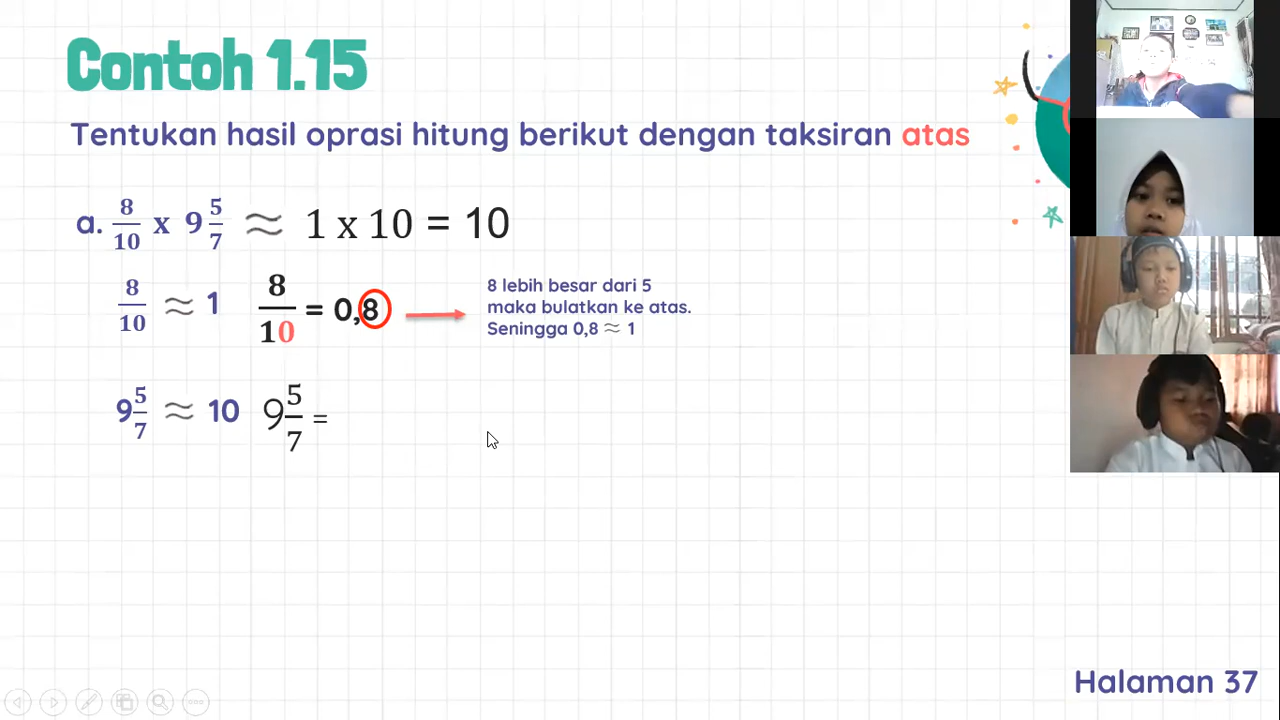 Contoh 1.15
Tentukan hasil oprasi hitung berikut dengan taksiran atas
a. 8/10 x 9 5/7 ≈ 1 x 10 = 10
8/10 ≈ 1 8/10 = 0,8
8 lebih besar dari 5
maka bulatkan ke atas.
Seningga 0,8 ≈ 1
9 5/7 ≈ 10 9 5/7 =
Halaman 37